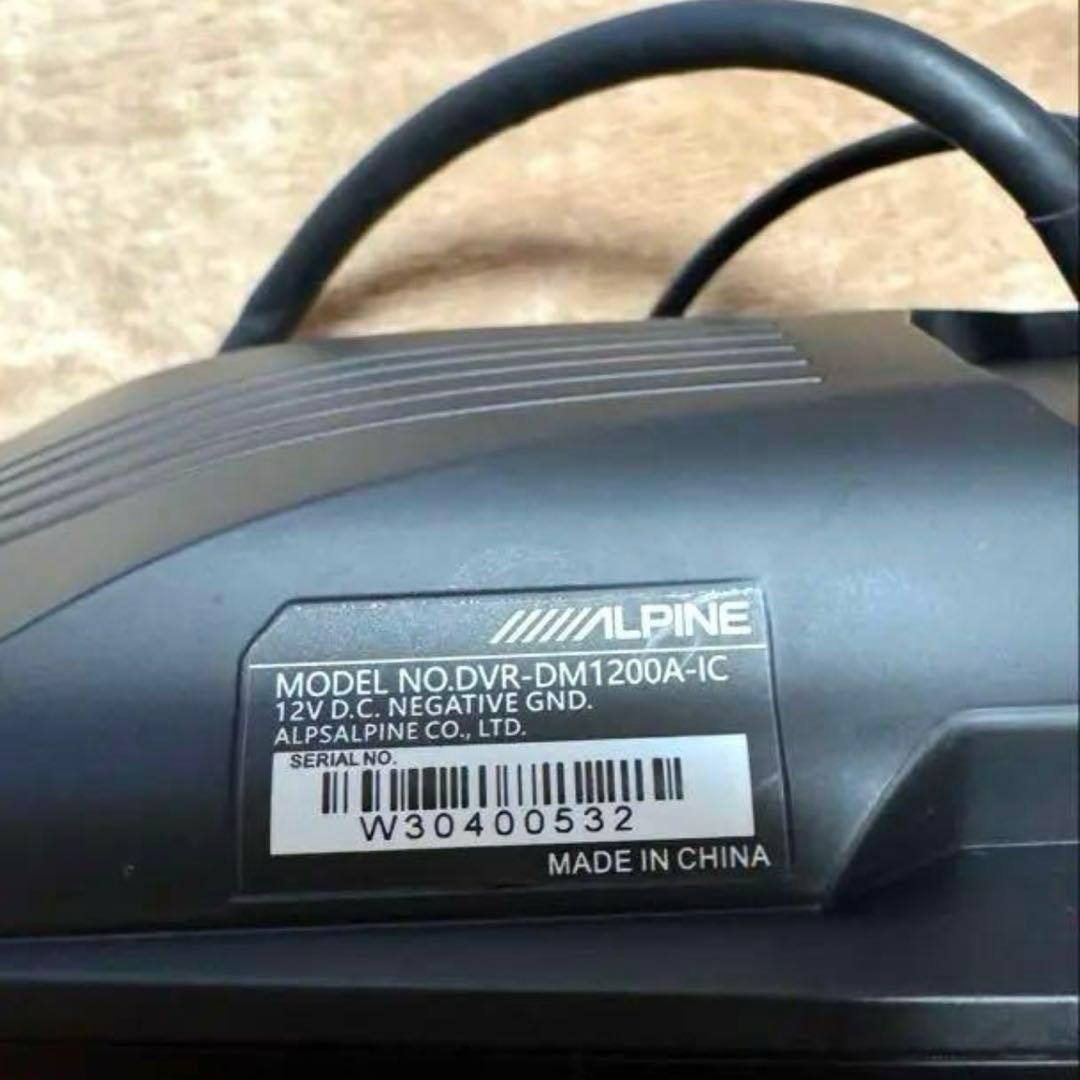 ALPINE
MODEL NO.DVR-DM1200A-IC
12V D.C. NEGATIVE GND.
ALPSALPINE CO., LTD.
SERIAL NO.
W30400532
MADE IN CHINA